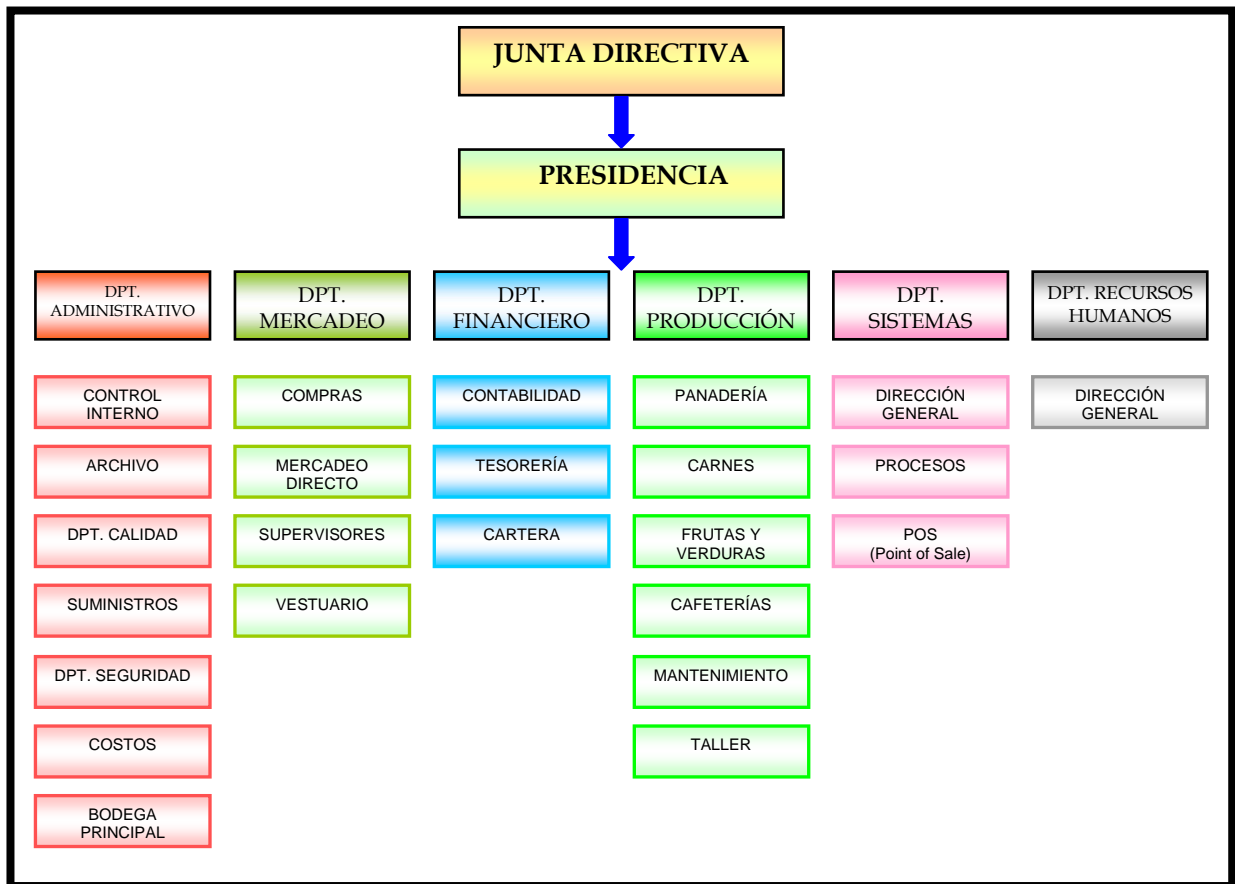 JUNTA DIRECTIVA
PRESIDENCIA
DPT.
ADMINISTRATIVO
DPT.
MERCADEO
DPT.
FINANCIERO
DPT.
PRODUCCIÓN
DPT.
SISTEMAS
DPT. RECURSOS
HUMANOS
CONTROL
INTERNO
COMPRAS
CONTABILIDAD
PANADERÍA
DIRECCIÓN
GENERAL
DIRECCIÓN
GENERAL
ARCHIVO
MERCADEO
DIRECTO
TESORERÍA
CARNES
PROCESOS
DPT. CALIDAD
SUPERVISORES
CARTERA
FRUTAS Y
VERDURAS
POS
(Point of Sale)
SUMINISTROS
VESTUARIO
CAFETERÍAS
DPT. SEGURIDAD
MANTENIMIENTO
COSTOS
TALLER
BODEGA
PRINCIPAL